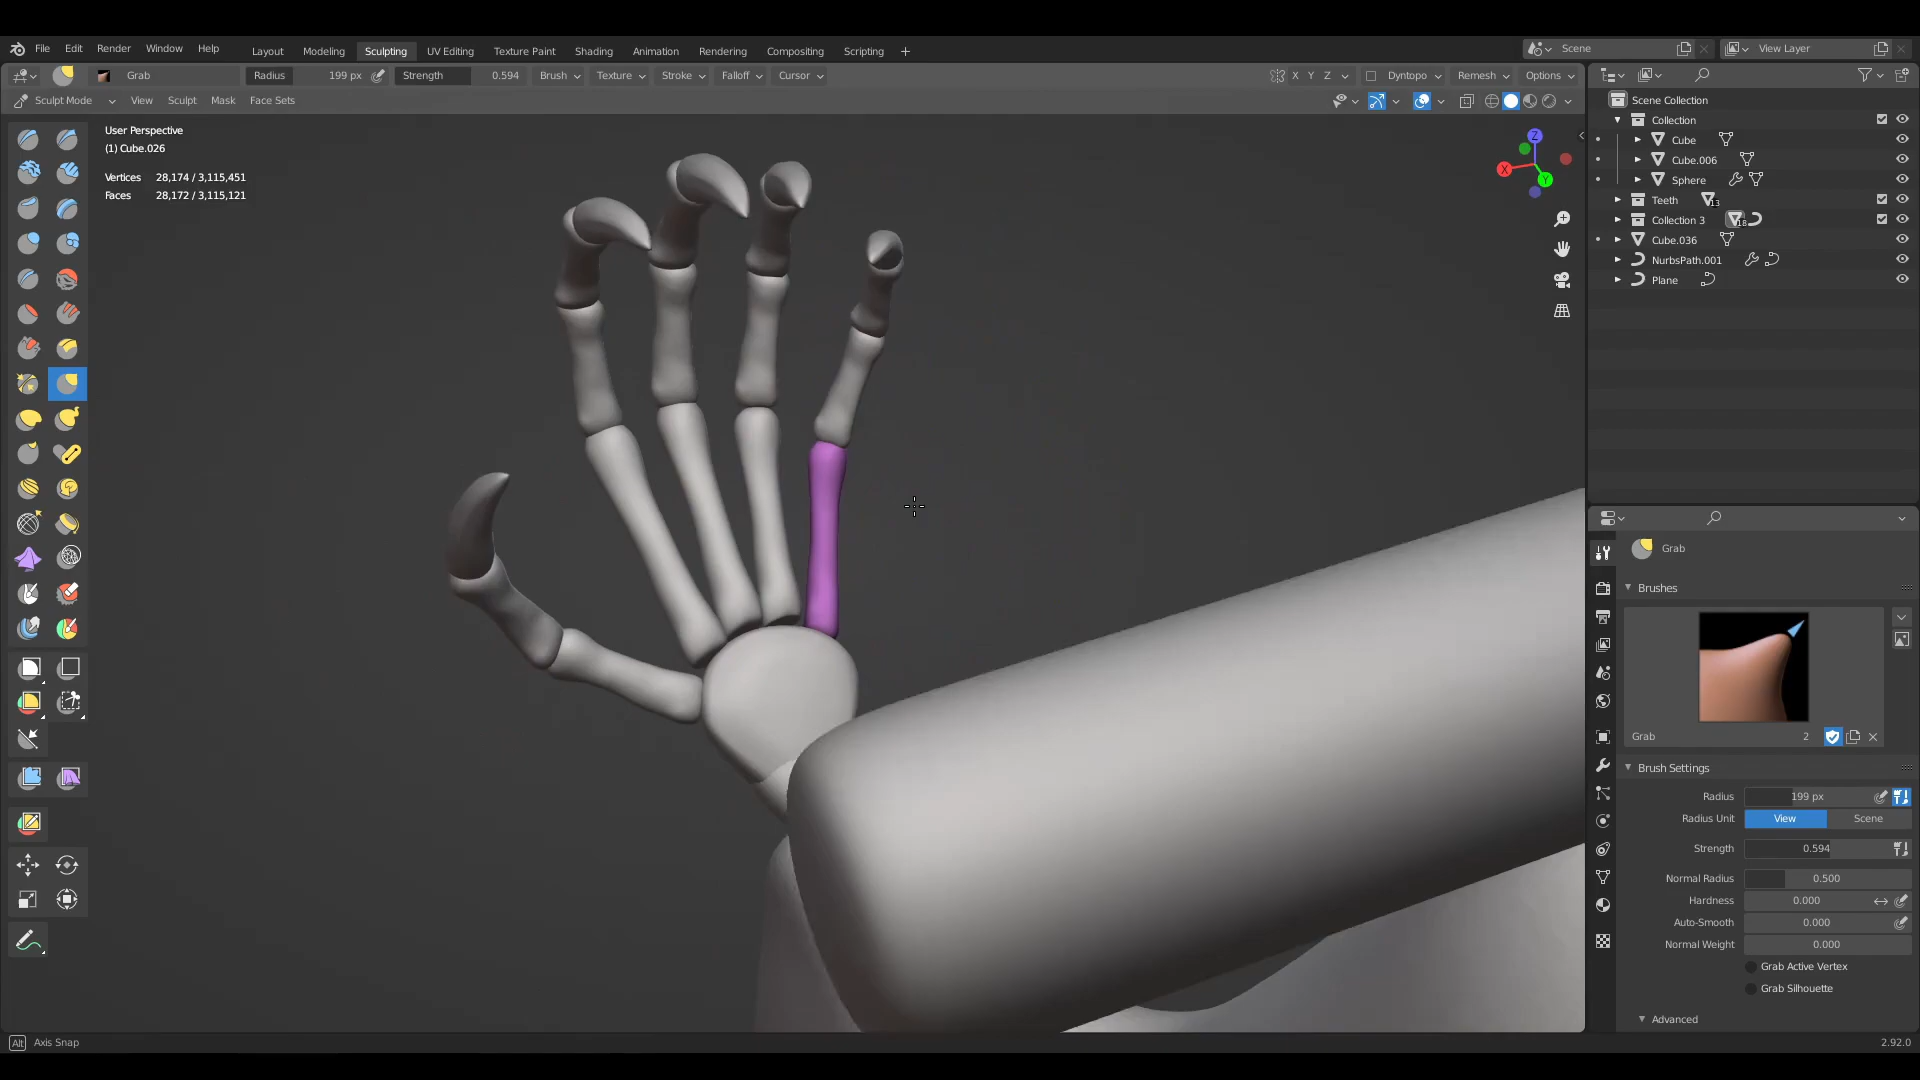 File Edit Render Window Help Layout Modeling Sculpting UV Editing Texture Paint Shading Animation Rendering Compositing Scripting + Scene View Layer
Grab Radius 199 px Strength 0.594 Brush Texture Stroke Falloff Cursor X Y Z Dyntopo Remesh Options
Sculpt Mode View Sculpt Mask Face Sets
Scene Collection
Collection
Cube
Cube.006
Sphere
Teeth 13
Collection 3 18
Cube.036
NurbsPath.001
Plane
User Perspective
(1) Cube.026
Vertices 28,174 / 3,115,451
Faces 28,172 / 3,115,121
Z
X
Y
Grab
Brushes
Grab 2
Brush Settings
Radius 199 px
Radius Unit View Scene
Strength 0.594
Normal Radius 0.500
Hardness 0.000
Auto-Smooth 0.000
Normal Weight 0.000
Grab Active Vertex
Grab Silhouette
Advanced
Alt Axis Snap 2.92.0